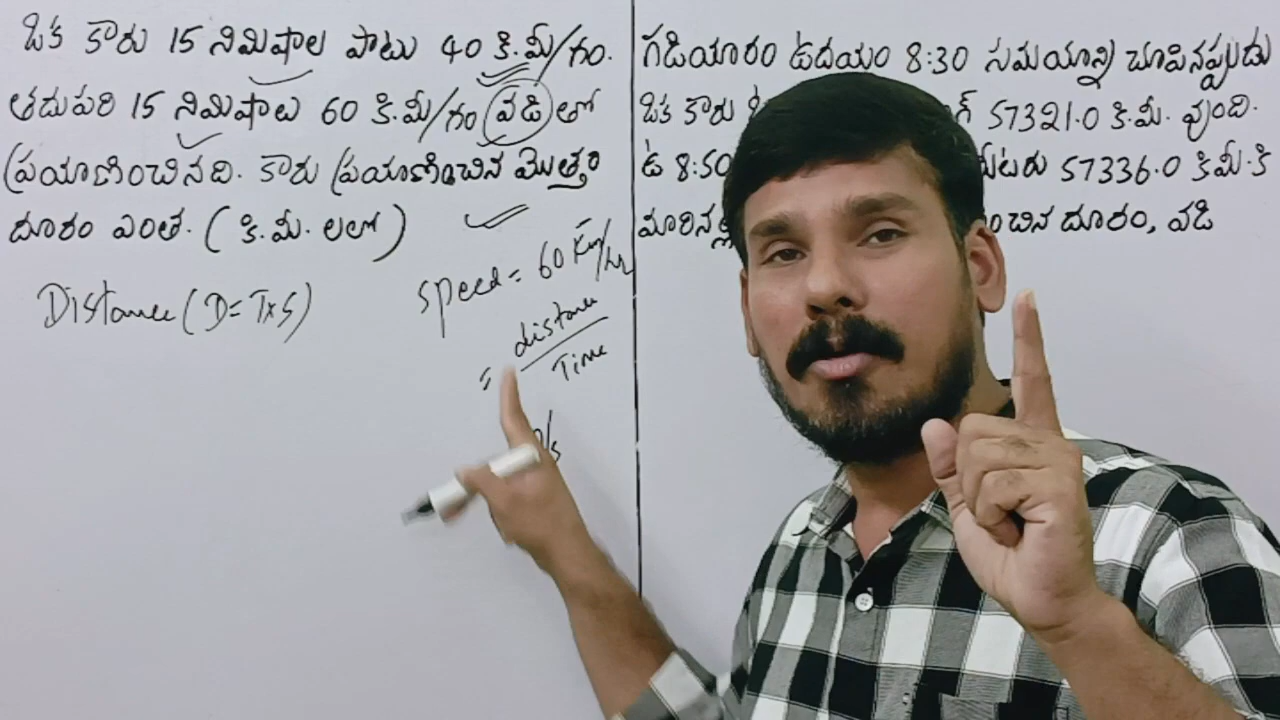 ఒక కారు 15 నిమిషాల పాటు 40 కి.మీ/గం.
తదుపరి 15 నిమిషాలు 60 కి.మీ/గం వడి తో
ప్రయాణించినది. కారు ప్రయాణించిన మొత్తం
దూరం ఎంత. ( కి.మీ. లలో )
Distance ( D = T x S )
speed = 60 Km/hr
= distance
Time
గడియారం ఉదయం 8:30 సమయాన్ని చూపినప్పుడు
ఒక కారు 57321.0 కి.మీ. వుంది.
ఉ 8:50 57336.0 కి.మీ-కి
దూరం, వడి